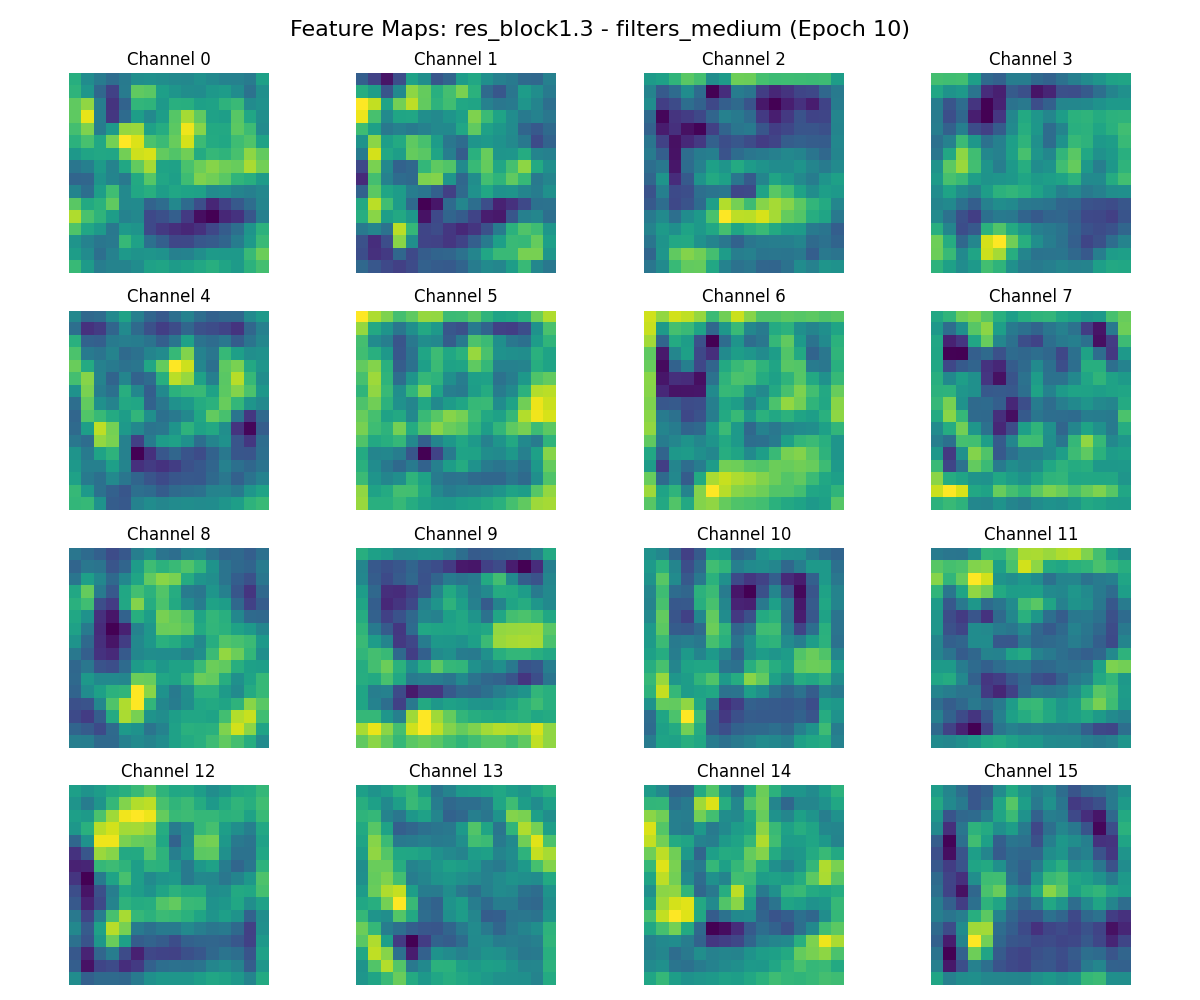 Feature Maps: res_block1.3 - filters_medium (Epoch 10)
Channel 0 Channel 1 Channel 2 Channel 3
Channel 4 Channel 5 Channel 6 Channel 7
Channel 8 Channel 9 Channel 10 Channel 11
Channel 12 Channel 13 Channel 14 Channel 15